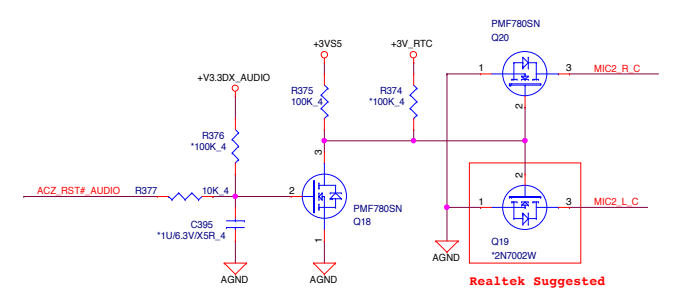 PMF780SN
Q20
+3VS5
+3V_RTC
+V3.3DX_AUDIO
1
3
MIC2_R_C
R375
100K_4
R374
*100K_4
2
R376
*100K_4
3
2
ACZ_RST#_AUDIO
R377
10K_4
2
PMF780SN
Q18
1
3
MIC2_L_C
C395
*1U/6.3V/X5R_4
1
Q19
*2N7002W
AGND
AGND
AGND
Realtek Suggested